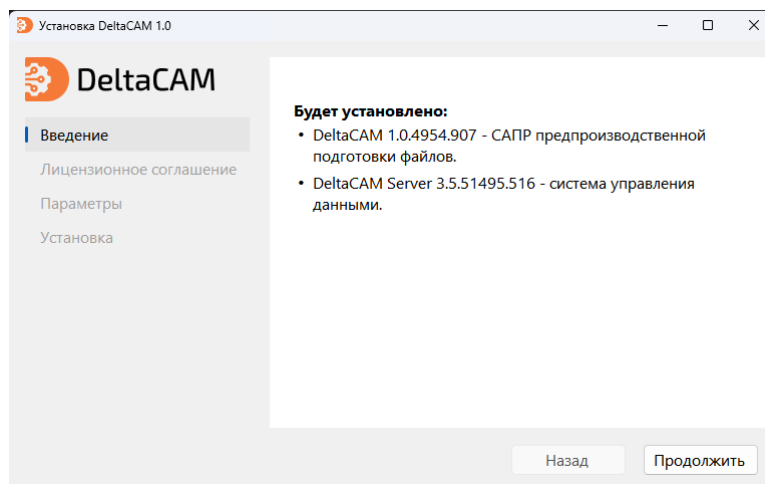 Установка DeltaCAM 1.0
DeltaCAM
Введение
Лицензионное соглашение
Параметры
Установка
Будет установлено:
• DeltaCAM 1.0.4954.907 - САПР предпроизводственной
подготовки файлов.
• DeltaCAM Server 3.5.51495.516 - система управления
данными.
Назад
Продолжить